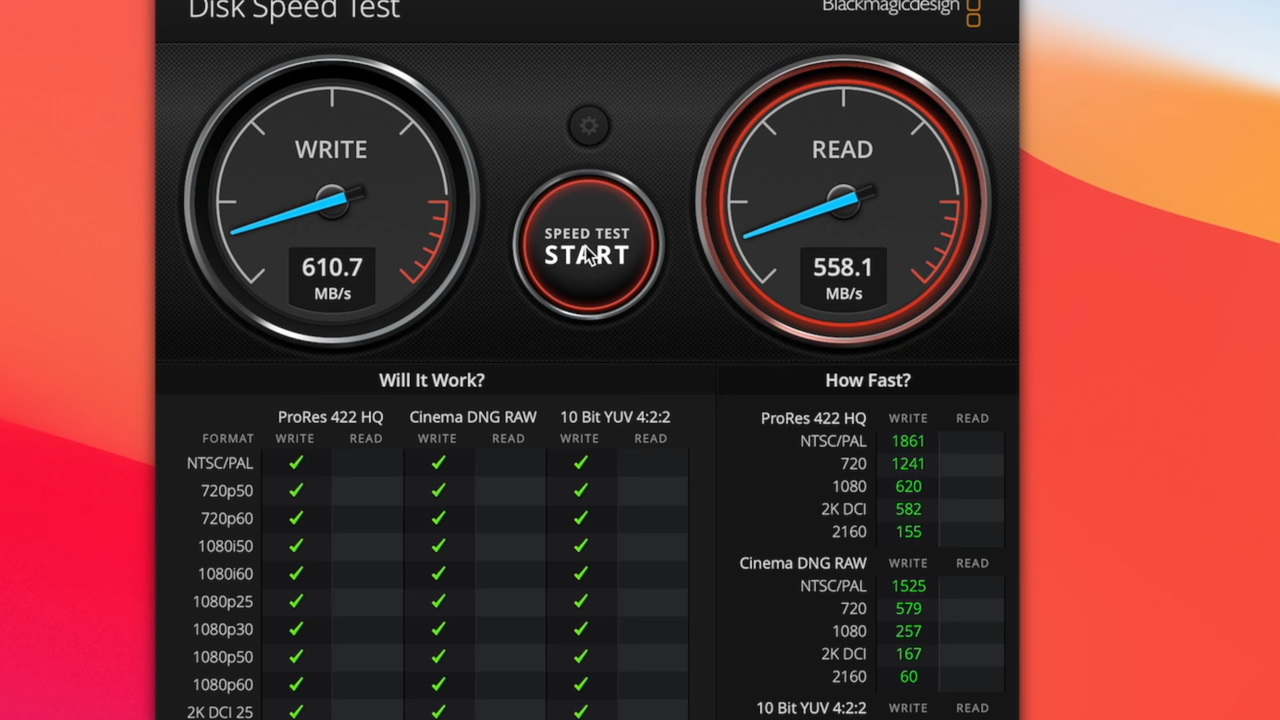 Disk Speed Test
Blackmagicdesign
WRITE
610.7
MB/s
SPEED TEST
START
READ
558.1
MB/s
Will It Work?
ProRes 422 HQ Cinema DNG RAW 10 Bit YUV 4:2:2
FORMAT WRITE READ WRITE READ WRITE READ
NTSC/PAL ✓ ✓ ✓
720p50 ✓ ✓ ✓
720p60 ✓ ✓ ✓
1080i50 ✓ ✓ ✓
1080i60 ✓ ✓ ✓
1080p25 ✓ ✓ ✓
1080p30 ✓ ✓ ✓
1080p50 ✓ ✓ ✓
1080p60 ✓ ✓ ✓
2K DCI 25 ✓ ✓ ✓
How Fast?
ProRes 422 HQ WRITE READ
NTSC/PAL 1861
720 1241
1080 620
2K DCI 582
2160 155
Cinema DNG RAW WRITE READ
NTSC/PAL 1525
720 579
1080 257
2K DCI 167
2160 60
10 Bit YUV 4:2:2 WRITE READ